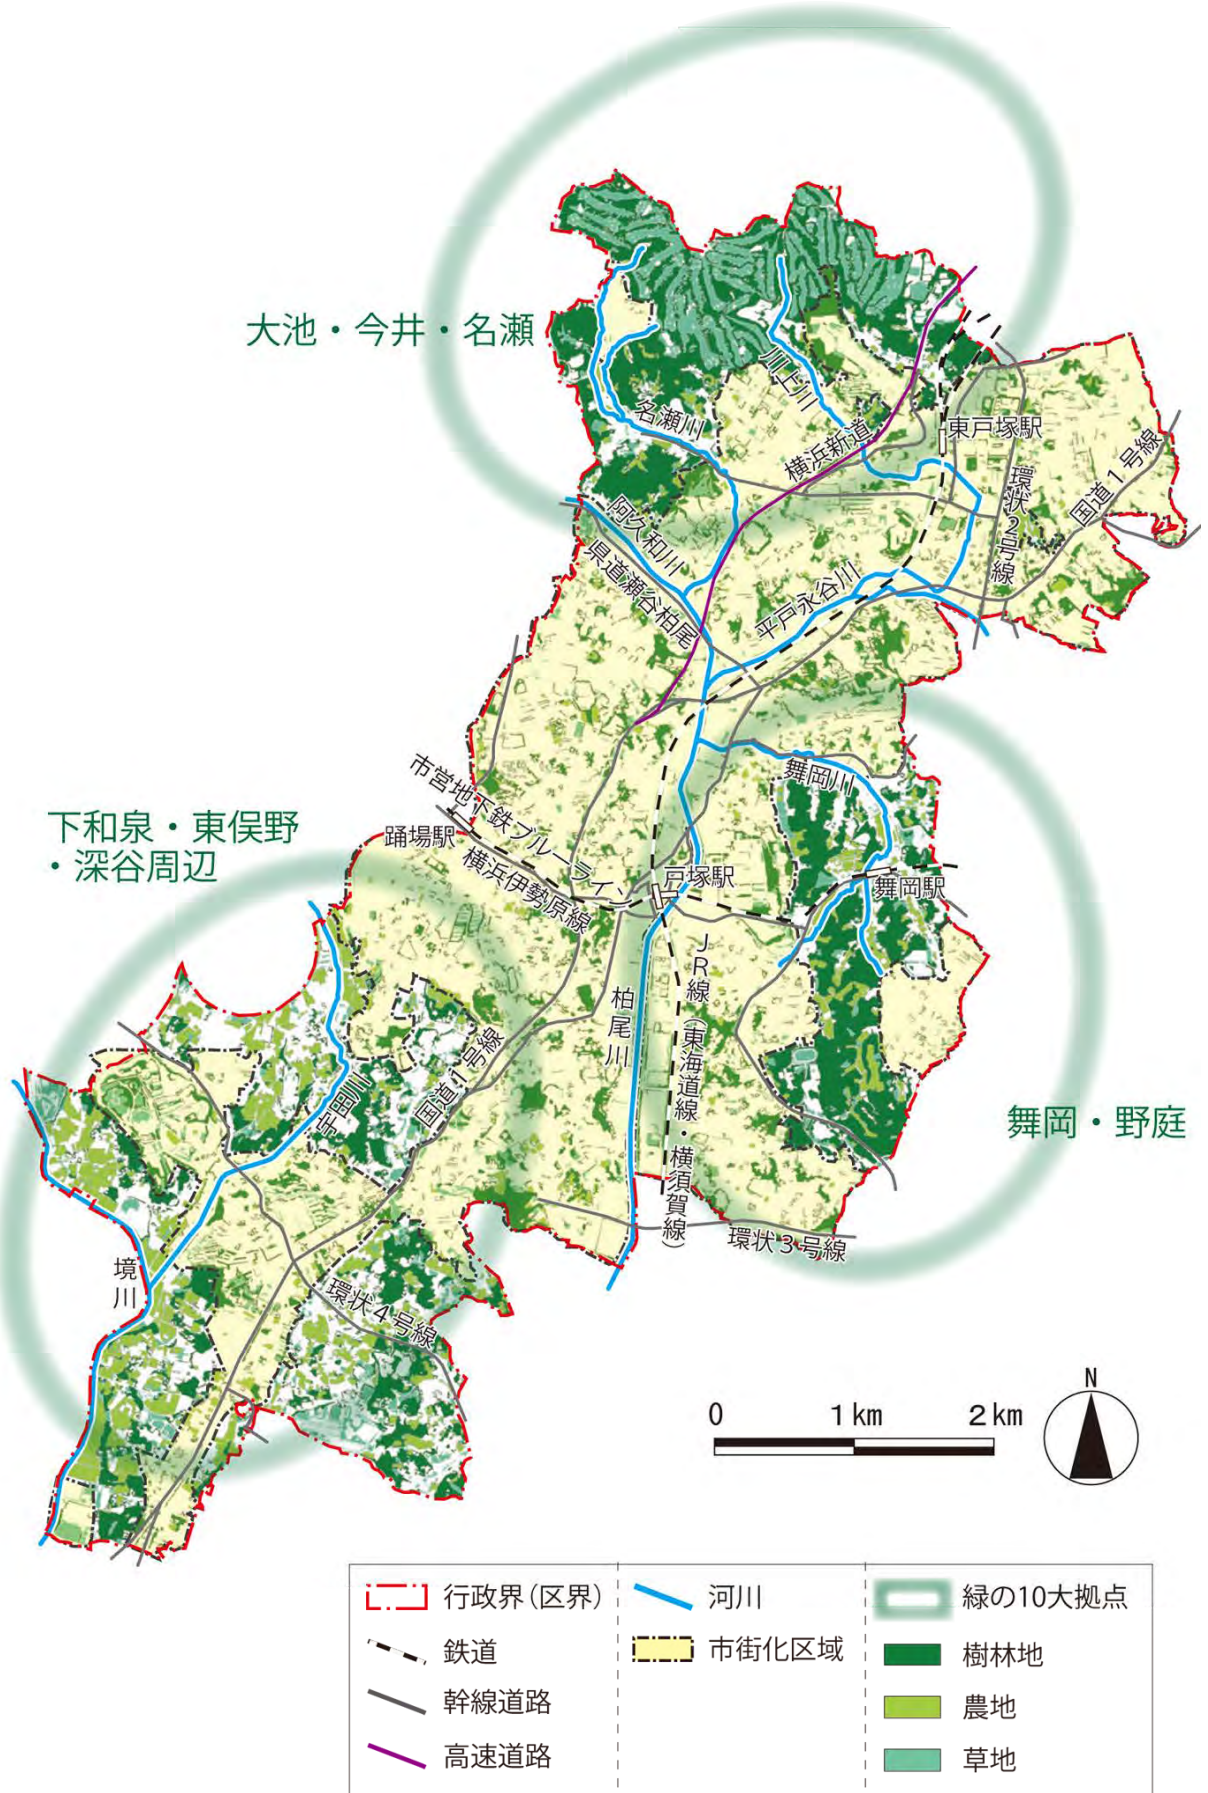 大池・今井・名瀬
川上川
名瀬川
横浜新道
東戸塚駅
環状2号線
国道1号線
阿久和川
県道瀬谷柏尾
平戸永谷川
舞岡川
市営地下鉄ブルーライン
下和泉・東俣野
・深谷周辺
踊場駅
横浜伊勢原線
戸塚駅
舞岡駅
JR線(東海道線・横須賀線)
柏尾川
国道1号線
宇田川
舞岡・野庭
境川
環状3号線
環状4号線
N
0 1km 2km
行政界(区界)
鉄道
幹線道路
高速道路
河川
市街化区域
緑の10大拠点
樹林地
農地
草地